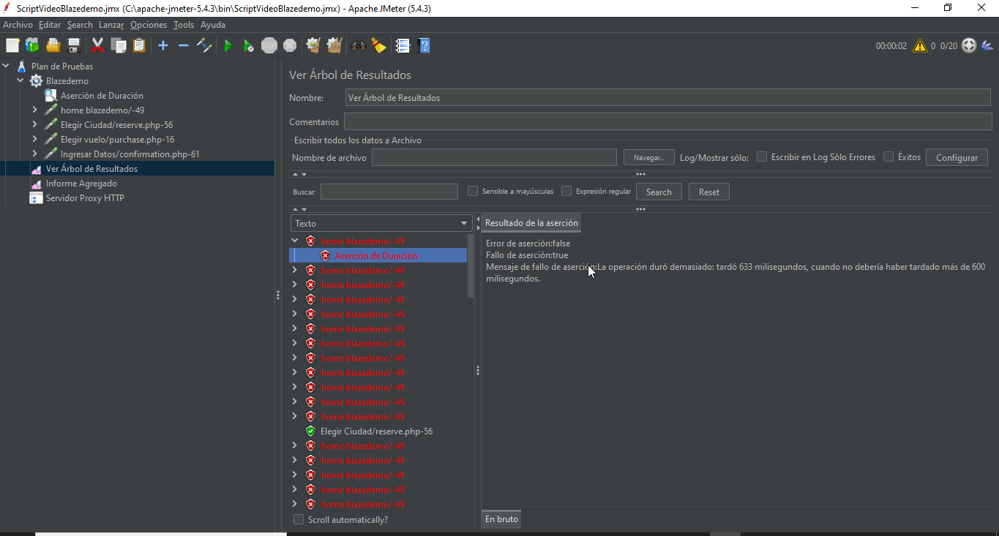 ScriptVideoBlazedemo.jmx (C:\apache-jmeter-5.4.3\bin\ScriptVideoBlazedemo.jmx) - Apache JMeter (5.4.3)
Archivo Editar Search Lanzar Opciones Tools Ayuda
STOP
00:00:02 0 0/20
Plan de Pruebas
Blazedemo
Aserción de Duración
home blazedemo/-49
Elegir Ciudad/reserve.php-56
Elegir vuelo/purchase.php-16
Ingresar Datos/confirmation.php-61
Ver Árbol de Resultados
Informe Agregado
Servidor Proxy HTTP
Ver Árbol de Resultados
Nombre: Ver Árbol de Resultados
Comentarios
Escribir todos los datos a Archivo
Nombre de archivo Navegar... Log/Mostrar sólo: Escribir en Log Sólo Errores Éxitos Configurar
Buscar: Sensible a mayúsculas Expresión regular Search Reset
Texto
home blazedemo/-49
Aserción de Duración
home blazedemo/-49
home blazedemo/-49
home blazedemo/-49
home blazedemo/-49
home blazedemo/-49
home blazedemo/-49
home blazedemo/-49
home blazedemo/-49
home blazedemo/-49
home blazedemo/-49
home blazedemo/-49
Elegir Ciudad/reserve.php-56
home blazedemo/-49
home blazedemo/-49
home blazedemo/-49
home blazedemo/-49
home blazedemo/-49
Scroll automatically?
Resultado de la aserción
Error de aserción:false
Fallo de aserción:true
Mensaje de fallo de aserción:La operación duró demasiado: tardó 633 milisegundos, cuando no debería haber tardado más de 600
milisegundos.
En bruto